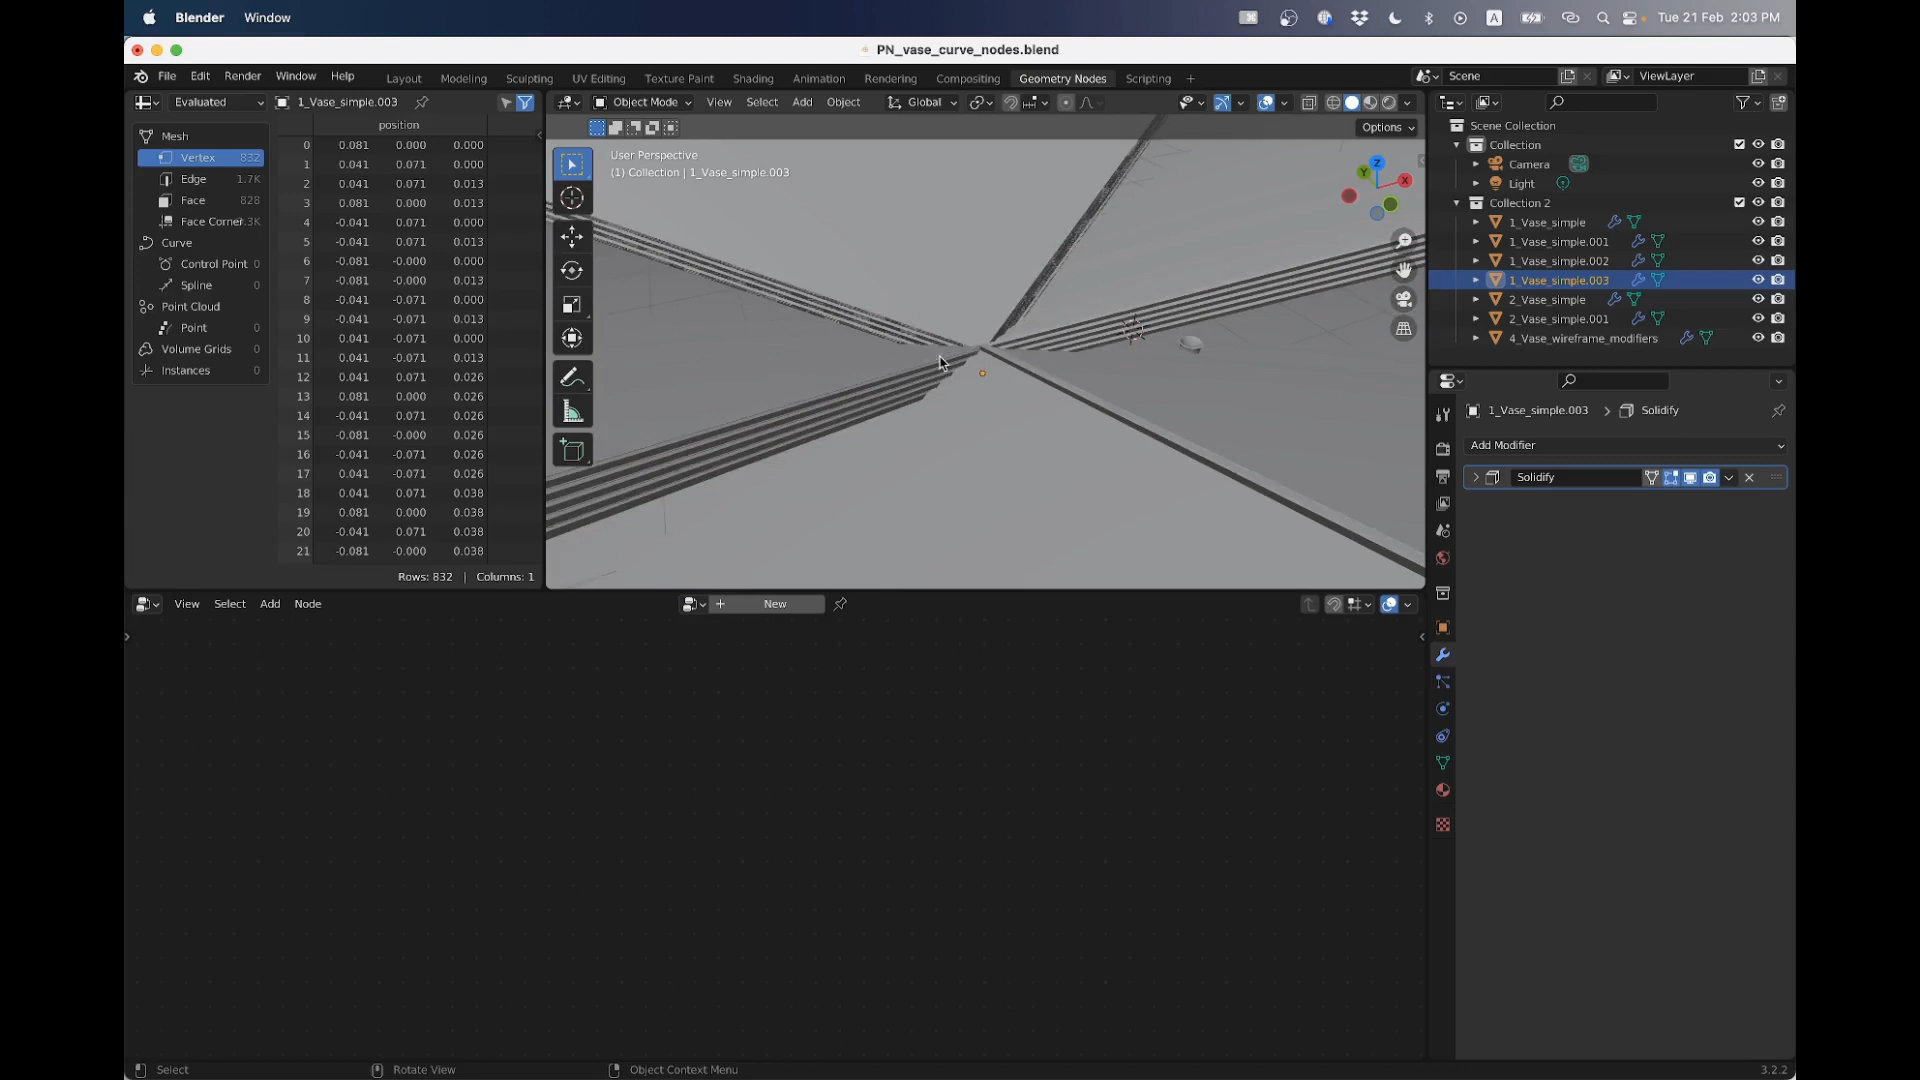 Blender Window A Tue 21 Feb 2:03 PM
PN_vase_curve_nodes.blend
File Edit Render Window Help Layout Modeling Sculpting UV Editing Texture Paint Shading Animation Rendering Compositing Geometry Nodes Scripting + Scene ViewLayer
Evaluated 1_Vase_simple.003 Object Mode View Select Add Object Global
Options
Mesh
Vertex 832
Edge 1.7K
Face 828
Face Corner
Curve
Control Point 0
Spline 0
Point Cloud
Point 0
Volume Grids 0
Instances 0
position
0 0.081 0.000 0.000
1 0.041 0.071 0.000
2 0.041 0.071 0.013
3 0.081 0.000 0.013
4 -0.041 0.071 0.000
5 -0.041 0.071 0.013
6 -0.081 -0.000 0.000
7 -0.081 -0.000 0.013
8 -0.041 -0.071 0.000
9 -0.041 -0.071 0.013
10 0.041 -0.071 0.000
11 0.041 -0.071 0.013
12 0.041 0.071 0.026
13 0.081 0.000 0.026
14 -0.041 0.071 0.026
15 -0.081 -0.000 0.026
16 -0.041 -0.071 0.026
17 0.041 -0.071 0.026
18 0.041 0.071 0.038
19 0.081 0.000 0.038
20 -0.041 0.071 0.038
21 -0.081 -0.000 0.038
Rows: 832 | Columns: 1
User Perspective
(1) Collection | 1_Vase_simple.003
Z
Y
X
Scene Collection
Collection
Camera
Light
Collection 2
1_Vase_simple
1_Vase_simple.001
1_Vase_simple.002
1_Vase_simple.003
2_Vase_simple
2_Vase_simple.001
4_Vase_wireframe_modifiers
1_Vase_simple.003 > Solidify
Add Modifier
Solidify
View Select Add Node + New
Select Rotate View Object Context Menu 3.2.2